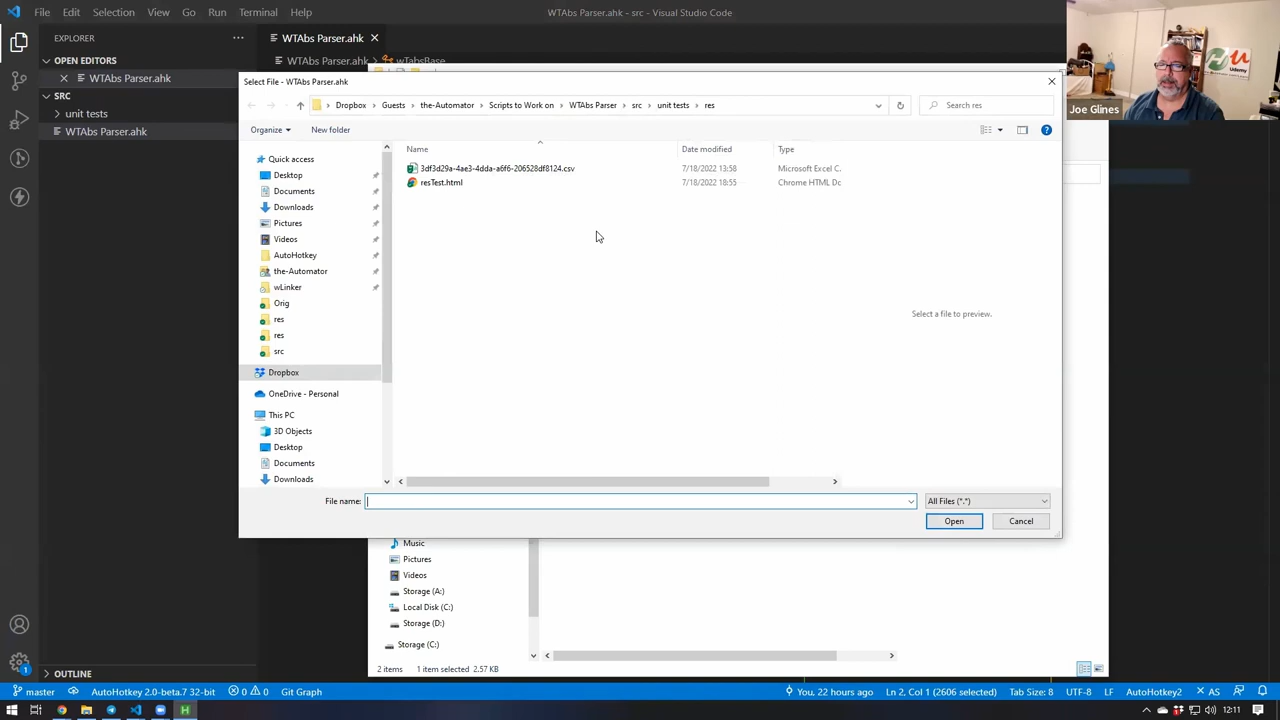 File
Edit
Selection
View
Go
Run
Terminal
Help
WTAbs Parser.ahk - src - Visual Studio Code
EXPLORER
WTAbs Parser.ahk
OPEN EDITORS
WTAbs Parser.ahk > wTabsBase
WTAbs Parser.ahk
SRC
unit tests
WTAbs Parser.ahk
Joe Glines
Udemy
Select File - WTAbs Parser.ahk
Dropbox > Guests > the-Automator > Scripts to Work on > WTAbs Parser > src > unit tests > res
Search res
Organize
New folder
Name
Date modified
Type
3df3d29a-4ae3-4dda-a6f6-206528df8124.csv
7/18/2022 13:58
Microsoft Excel C.
resTest.html
7/18/2022 18:55
Chrome HTML Dc
Quick access
Desktop
Documents
Downloads
Pictures
Videos
AutoHotkey
the-Automator
wLinker
Orig
res
res
src
Dropbox
OneDrive - Personal
This PC
3D Objects
Desktop
Documents
Downloads
Select a file to preview.
File name:
All Files (*.*)
Open
Cancel
Music
Pictures
Videos
Storage (A:)
Local Disk (C:)
Storage (D:)
Storage (C:)
2 items
1 item selected 2.57 KB
OUTLINE
1
master
AutoHotkey 2.0-beta.7 32-bit
0
0
Git Graph
You, 22 hours ago
Ln 2, Col 1 (2606 selected)
Tab Size: 8
UTF-8
LF
AutoHotkey2
AS
12:11